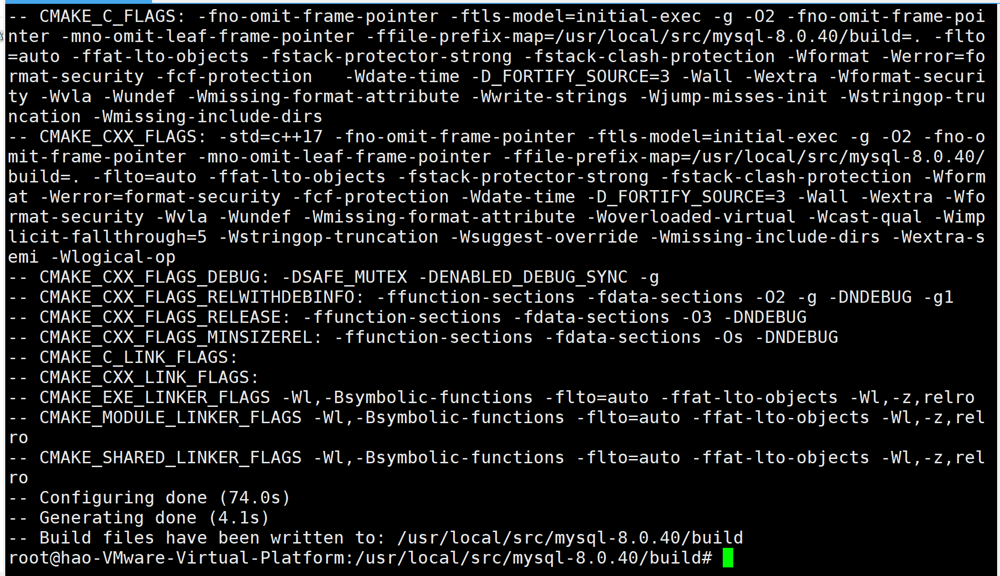 -- CMAKE_C_FLAGS: -fno-omit-frame-pointer -ftls-model=initial-exec -g -O2 -fno-omit-frame-poi
nter -mno-omit-leaf-frame-pointer -ffile-prefix-map=/usr/local/src/mysql-8.0.40/build=. -flto
=auto -ffat-lto-objects -fstack-protector-strong -fstack-clash-protection -Wformat -Werror=fo
rmat-security -fcf-protection   -Wdate-time -D_FORTIFY_SOURCE=3 -Wall -Wextra -Wformat-securi
ty -Wvla -Wundef -Wmissing-format-attribute -Wwrite-strings -Wjump-misses-init -Wstringop-tru
ncation -Wmissing-include-dirs
-- CMAKE_CXX_FLAGS: -std=c++17 -fno-omit-frame-pointer -ftls-model=initial-exec -g -O2 -fno-o
mit-frame-pointer -mno-omit-leaf-frame-pointer -ffile-prefix-map=/usr/local/src/mysql-8.0.40/
build=. -flto=auto -ffat-lto-objects -fstack-protector-strong -fstack-clash-protection -Wform
at -Werror=format-security -fcf-protection -Wdate-time -D_FORTIFY_SOURCE=3 -Wall -Wextra -Wfo
rmat-security -Wvla -Wundef -Wmissing-format-attribute -Woverloaded-virtual -Wcast-qual -Wimp
licit-fallthrough=5 -Wstringop-truncation -Wsuggest-override -Wmissing-include-dirs -Wextra-s
emi -Wlogical-op
-- CMAKE_CXX_FLAGS_DEBUG: -DSAFE_MUTEX -DENABLED_DEBUG_SYNC -g
-- CMAKE_CXX_FLAGS_RELWITHDEBINFO: -ffunction-sections -fdata-sections -O2 -g -DNDEBUG -g1
-- CMAKE_CXX_FLAGS_RELEASE: -ffunction-sections -fdata-sections -O3 -DNDEBUG
-- CMAKE_CXX_FLAGS_MINSIZEREL: -ffunction-sections -fdata-sections -Os -DNDEBUG
-- CMAKE_C_LINK_FLAGS:
-- CMAKE_CXX_LINK_FLAGS:
-- CMAKE_EXE_LINKER_FLAGS -Wl,-Bsymbolic-functions -flto=auto -ffat-lto-objects -Wl,-z,relro
-- CMAKE_MODULE_LINKER_FLAGS -Wl,-Bsymbolic-functions -flto=auto -ffat-lto-objects -Wl,-z,rel
ro
-- CMAKE_SHARED_LINKER_FLAGS -Wl,-Bsymbolic-functions -flto=auto -ffat-lto-objects -Wl,-z,rel
ro
-- Configuring done (74.0s)
-- Generating done (4.1s)
-- Build files have been written to: /usr/local/src/mysql-8.0.40/build
root@hao-VMware-Virtual-Platform:/usr/local/src/mysql-8.0.40/build#